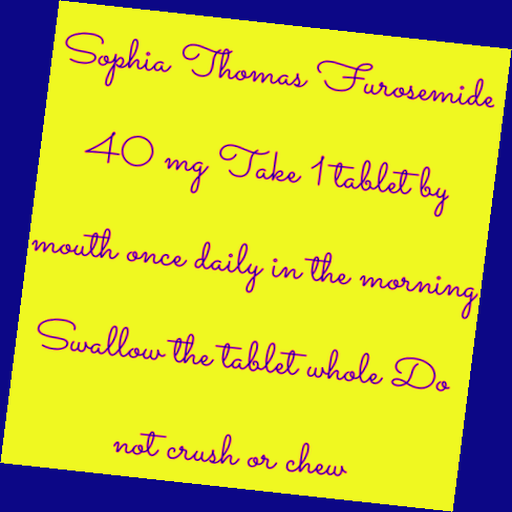 Sophia Thomas Furosemide
40 mg Take 1 tablet by
mouth once daily in the morning
Swallow the tablet whole Do
not crush or chew